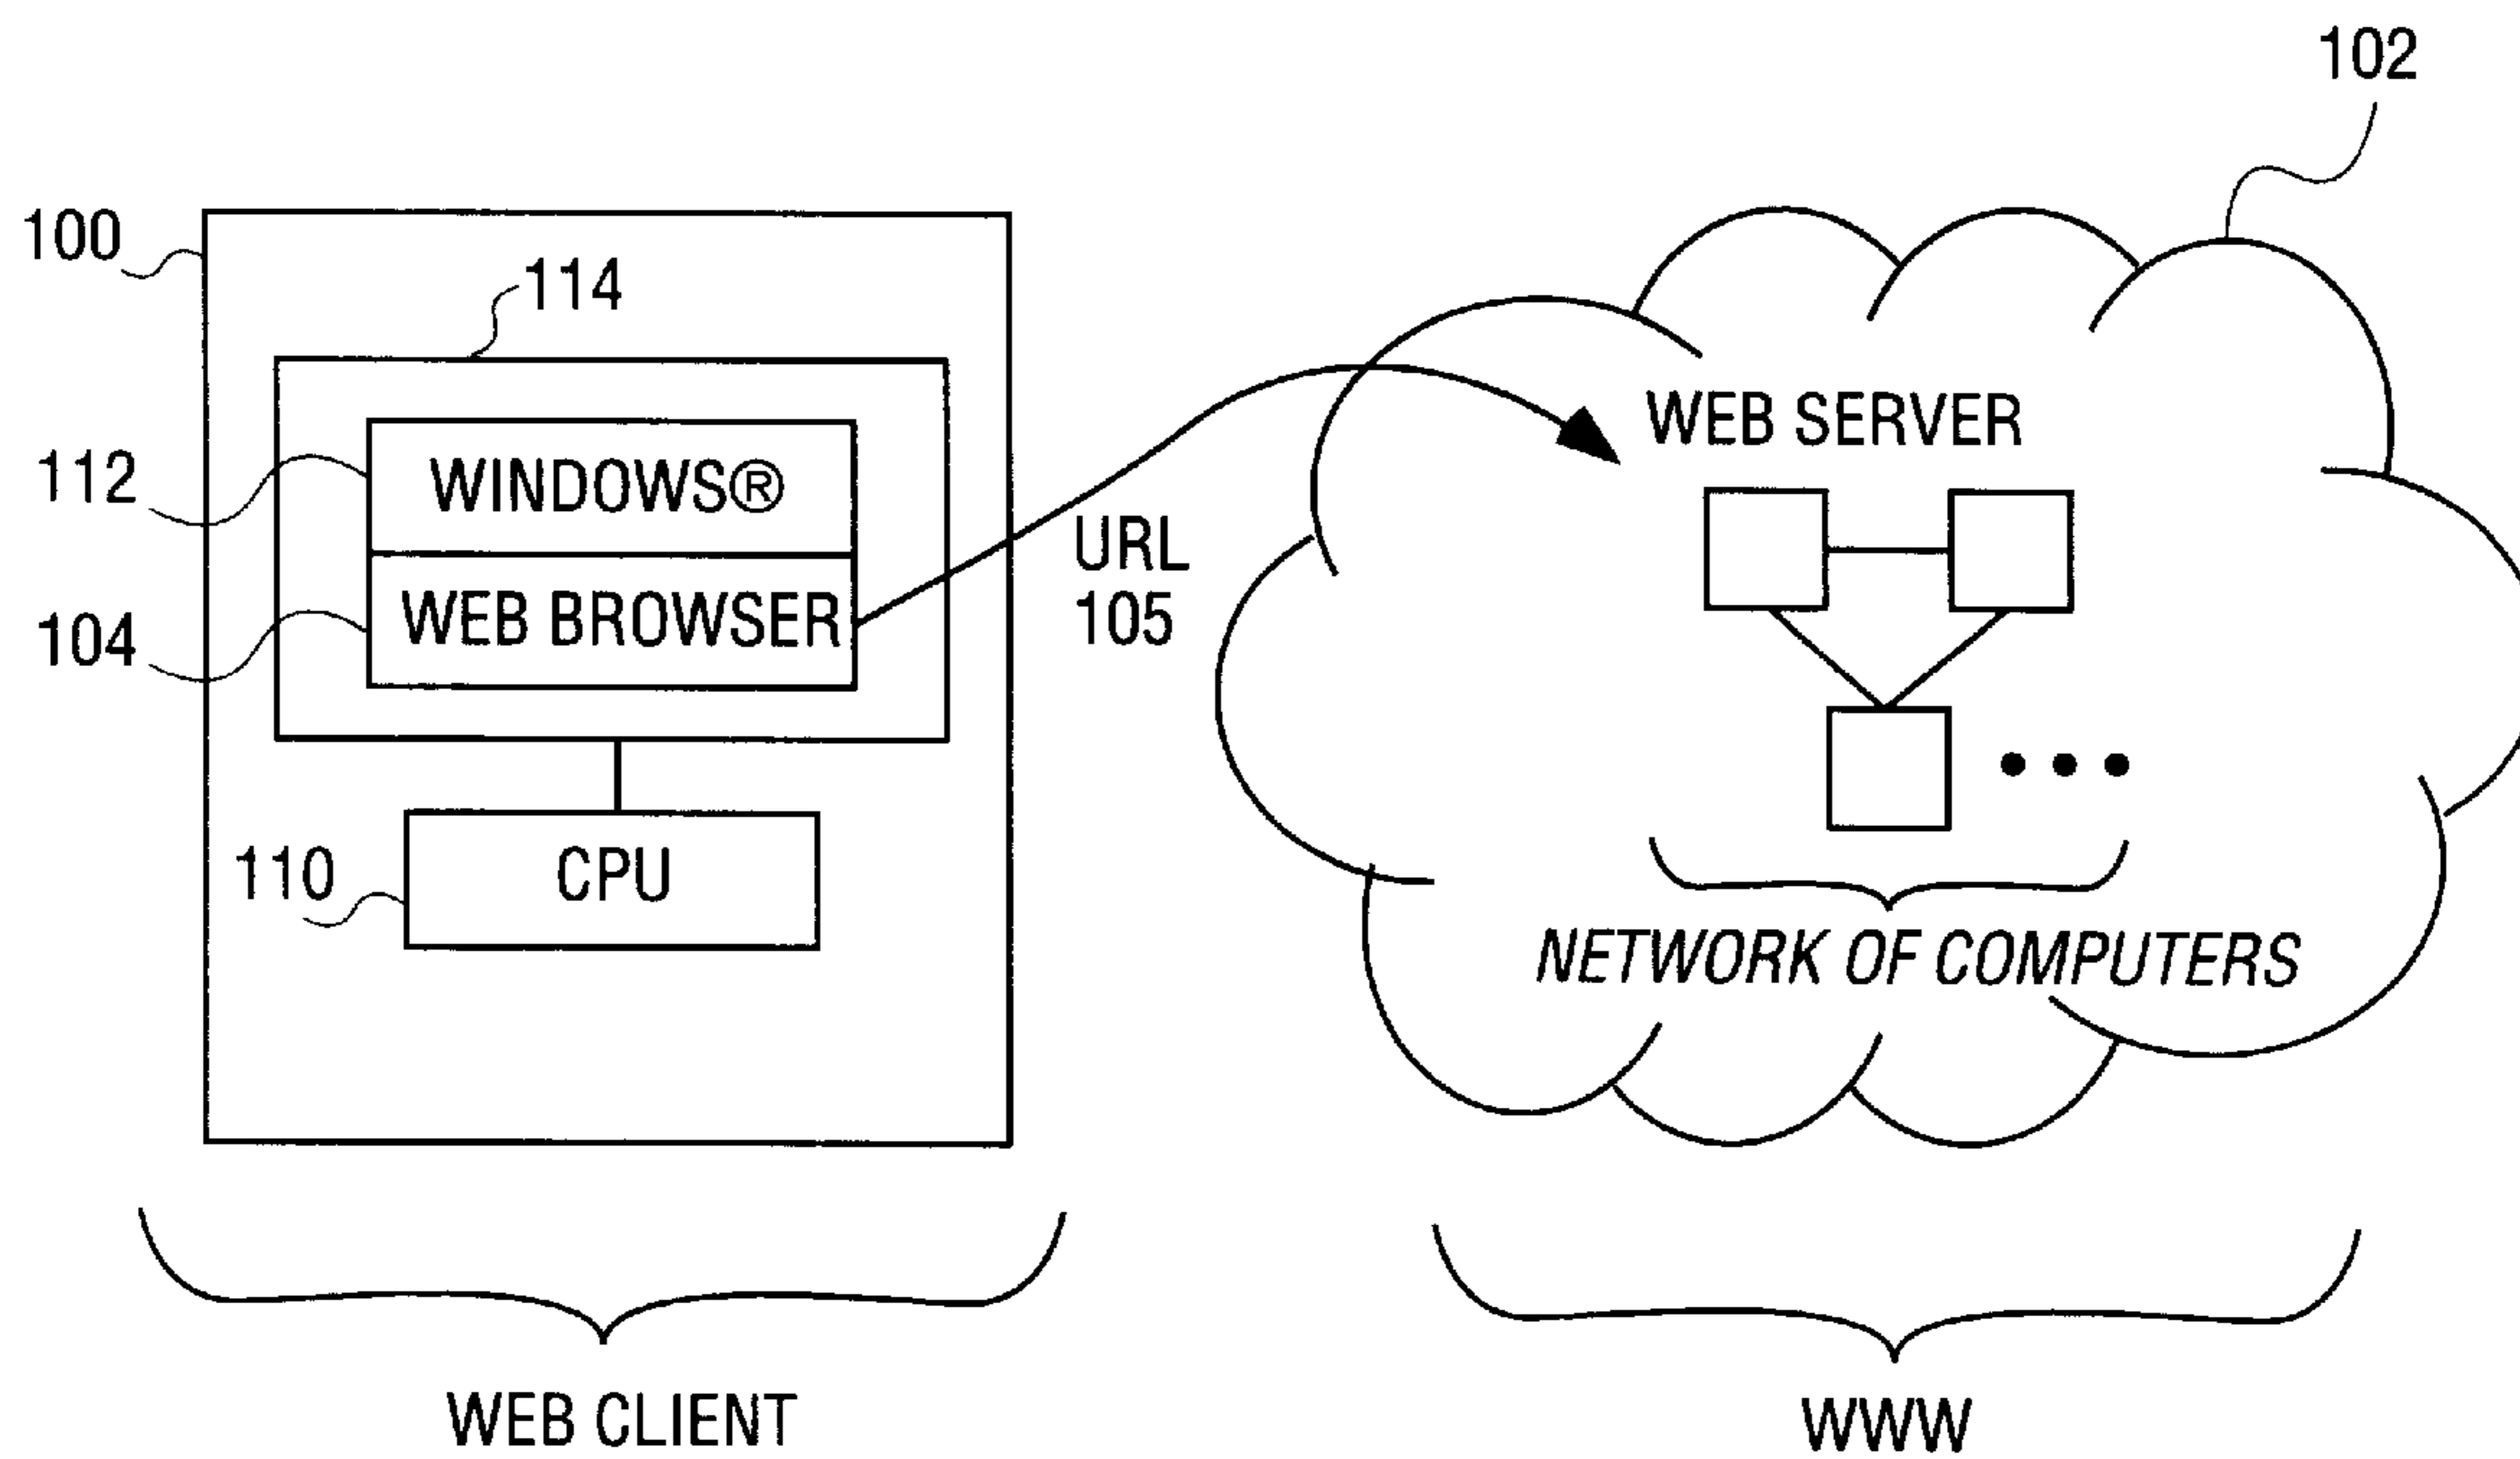 102
100
114
WINDOWS®
112
WEB BROWSER
104
URL
105
WEB SERVER
CPU
110
NETWORK OF COMPUTERS
WEB CLIENT
WWW